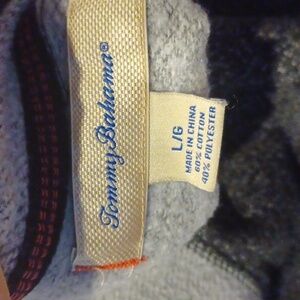 Tommy Bahama®
L/G
MADE IN CHINA
60% COTTON
40% POLYESTER